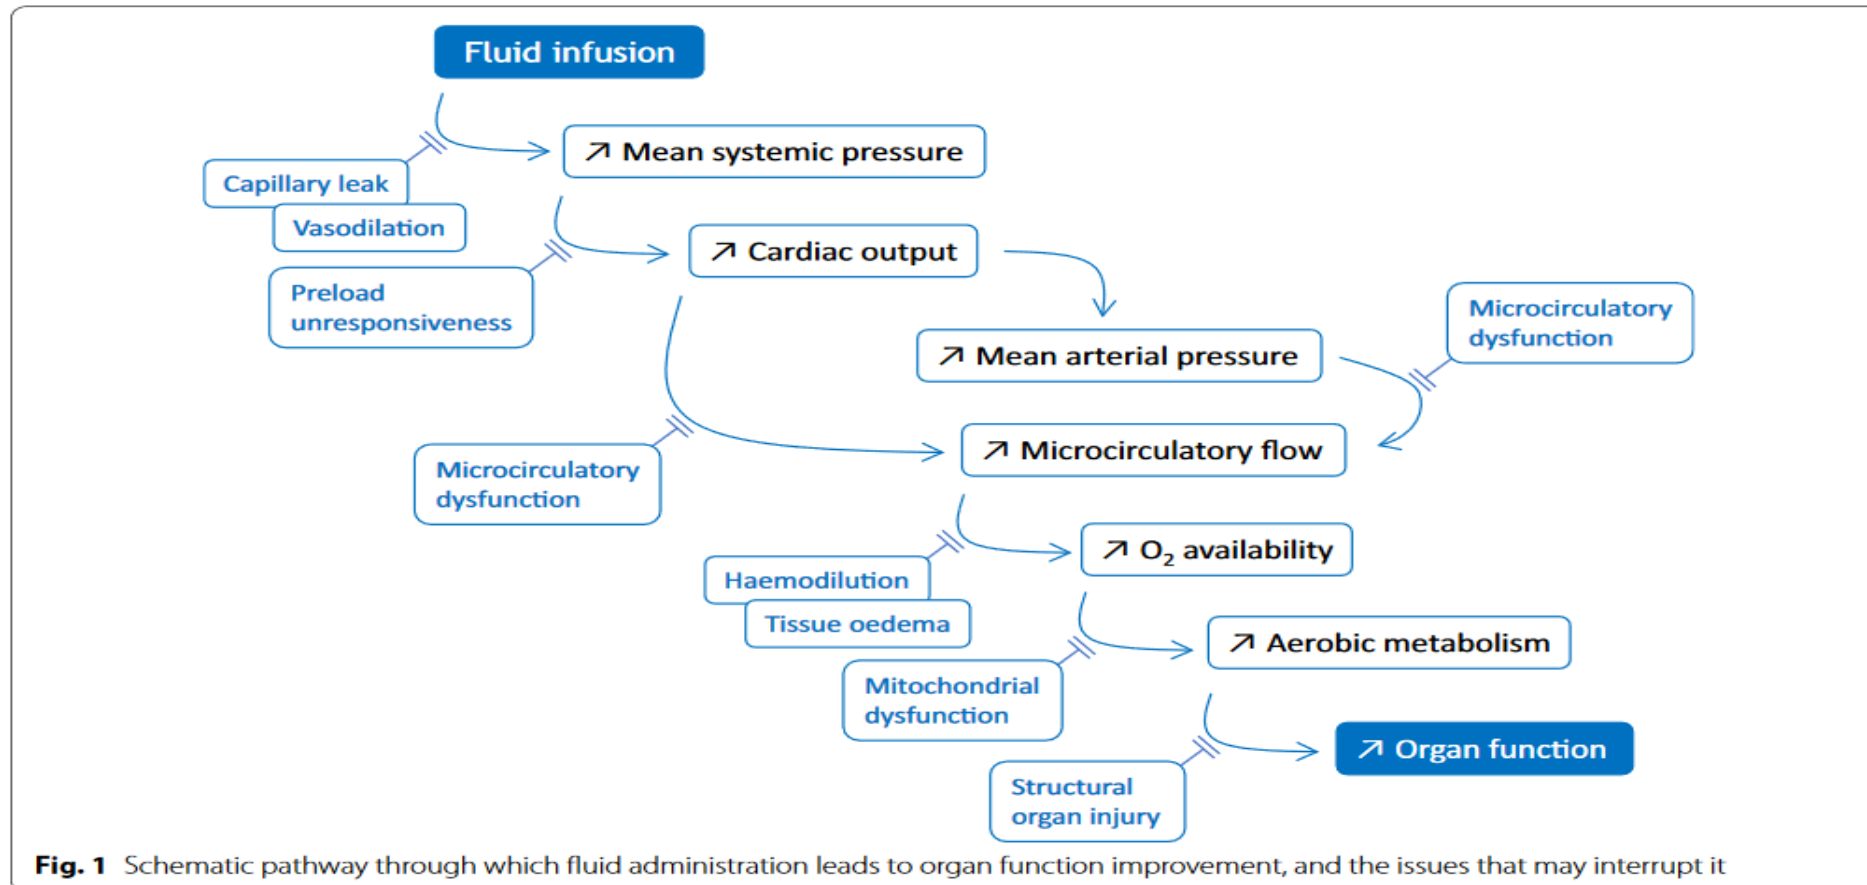 Fluid infusion
↗ Mean systemic pressure
Capillary leak
Vasodilation
↗ Cardiac output
Preload
unresponsiveness
Microcirculatory
dysfunction
↗ Mean arterial pressure
↗ Microcirculatory flow
Microcirculatory
dysfunction
↗ O₂ availability
Haemodilution
Tissue oedema
↗ Aerobic metabolism
Mitochondrial
dysfunction
↗ Organ function
Structural
organ injury
Fig. 1 Schematic pathway through which fluid administration leads to organ function improvement, and the issues that may interrupt it